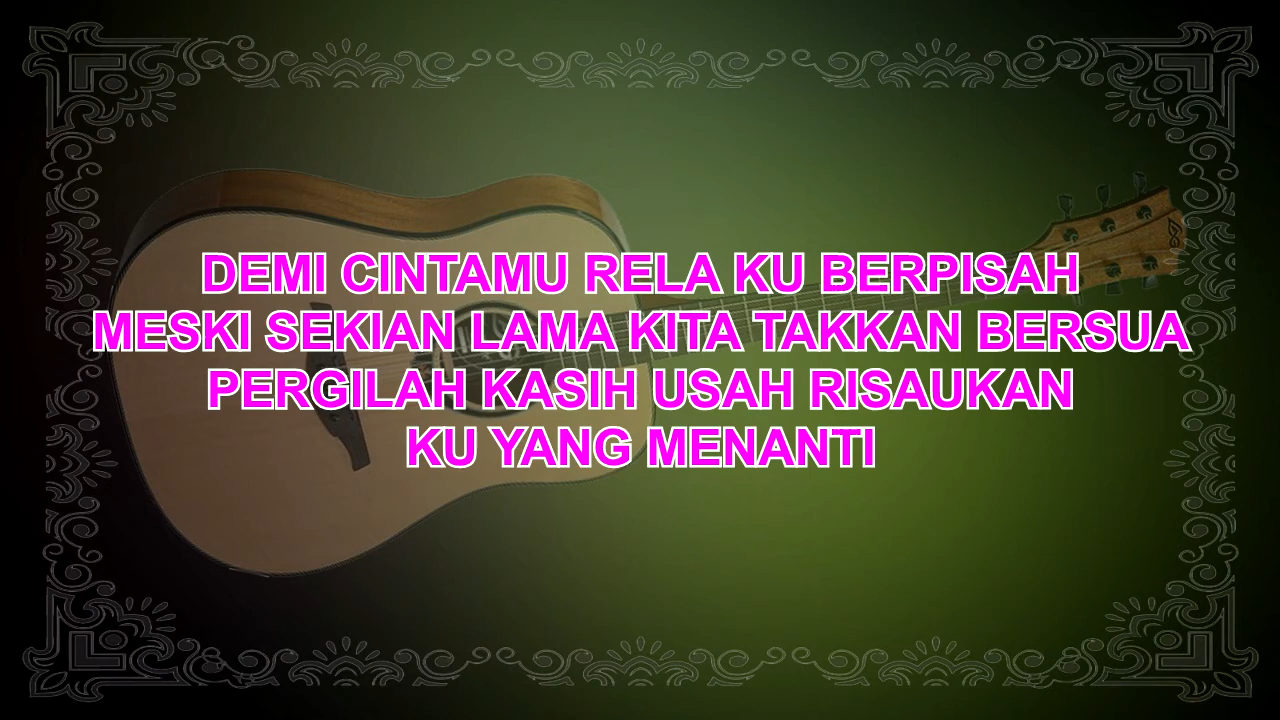 DEMI CINTAMU RELA KU BERPISAH
MESKI SEKIAN LAMA KITA TAKKAN BERSUA
PERGILAH KASIH USAH RISAUKAN
KU YANG MENANTI